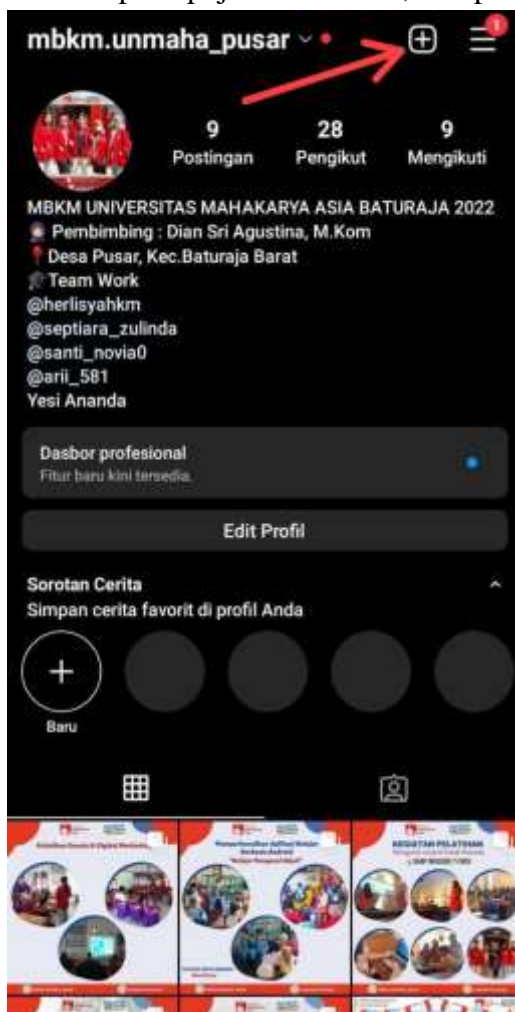 mbkm.unmaha_pusar
1
9 28 9
Postingan Pengikut Mengikuti
MBKM UNIVERSITAS MAHAKARYA ASIA BATURAJA 2022
Pembimbing : Dian Sri Agustina, M.Kom
Desa Pusar, Kec.Baturaja Barat
Team Work
@herlisyahkm
@septiara_zulinda
@santi_novia0
@arii_581
Yesi Ananda
Dasbor profesional
Fitur baru kini tersedia.
Edit Profil
Sorotan Cerita
Simpan cerita favorit di profil Anda
Baru
KEGIATAN PELATIHAN